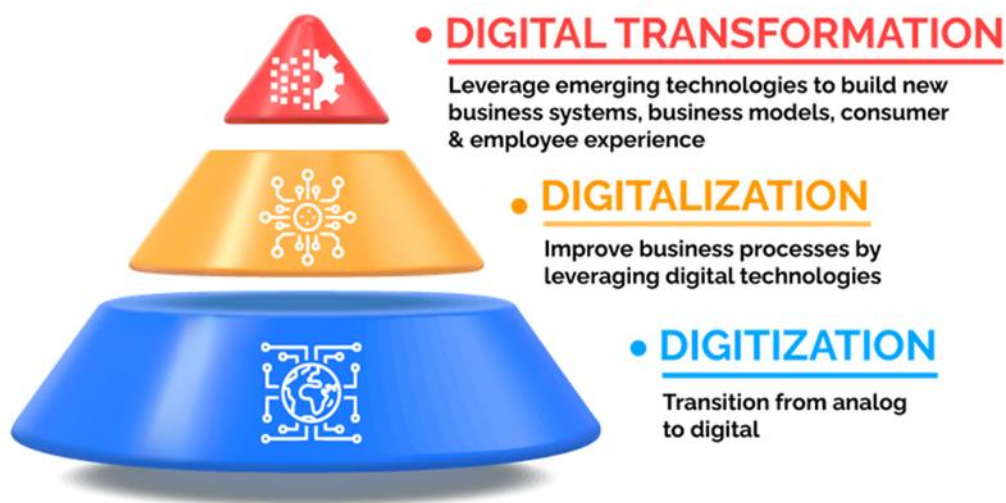 DIGITAL TRANSFORMATION
Leverage emerging technologies to build new
business systems, business models, consumer
& employee experience
DIGITALIZATION
Improve business processes by
leveraging digital technologies
DIGITIZATION
Transition from analog
to digital